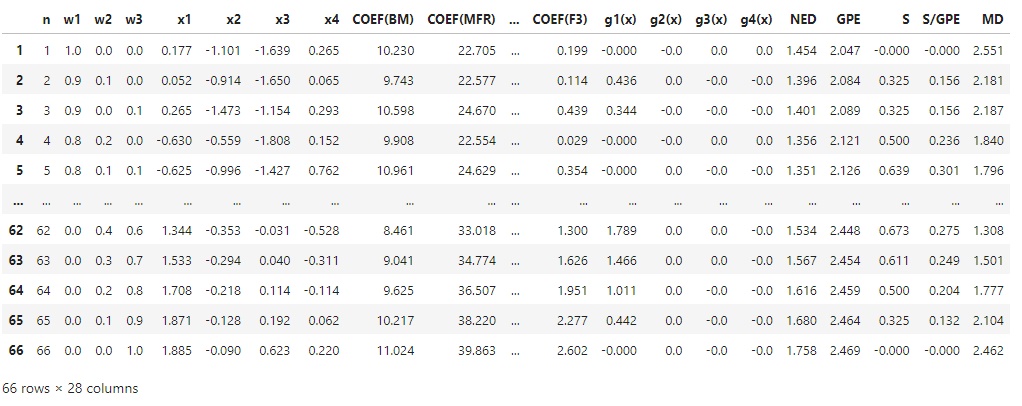 n w1 w2 w3 x1 x2 x3 x4 COEF(BM) COEF(MFR) ... COEF(F3) g1(x) g2(x) g3(x) g4(x) NED GPE S S/GPE MD
1 1 1.0 0.0 0.0 0.177 -1.101 -1.639 0.265 10.230 22.705 ... 0.199 -0.000 -0.0 0.0 0.0 1.454 2.047 -0.000 -0.000 2.551
2 2 0.9 0.1 0.0 0.052 -0.914 -1.650 0.065 9.743 22.577 ... 0.114 0.436 0.0 -0.0 -0.0 1.396 2.084 0.325 0.156 2.181
3 3 0.9 0.0 0.1 0.265 -1.473 -1.154 0.293 10.598 24.670 ... 0.439 0.344 -0.0 -0.0 -0.0 1.401 2.089 0.325 0.156 2.187
4 4 0.8 0.2 0.0 -0.630 -0.559 -1.808 0.152 9.908 22.554 ... 0.029 -0.000 -0.0 0.0 -0.0 1.356 2.121 0.500 0.236 1.840
5 5 0.8 0.1 0.1 -0.625 -0.996 -1.427 0.762 10.961 24.629 ... 0.354 -0.000 0.0 -0.0 -0.0 1.351 2.126 0.639 0.301 1.796
... ... ... ... ... ... ... ... ... ... ... ... ... ... ... ... ... ... ... ... ... ...
62 62 0.0 0.4 0.6 1.344 -0.353 -0.031 -0.528 8.461 33.018 ... 1.300 1.789 0.0 -0.0 -0.0 1.534 2.448 0.673 0.275 1.308
63 63 0.0 0.3 0.7 1.533 -0.294 0.040 -0.311 9.041 34.774 ... 1.626 1.466 0.0 -0.0 -0.0 1.567 2.454 0.611 0.249 1.501
64 64 0.0 0.2 0.8 1.708 -0.218 0.114 -0.114 9.625 36.507 ... 1.951 1.011 0.0 -0.0 -0.0 1.616 2.459 0.500 0.204 1.777
65 65 0.0 0.1 0.9 1.871 -0.128 0.192 0.062 10.217 38.220 ... 2.277 0.442 0.0 -0.0 -0.0 1.680 2.464 0.325 0.132 2.104
66 66 0.0 0.0 1.0 1.885 -0.090 0.623 0.220 11.024 39.863 ... 2.602 -0.000 0.0 -0.0 -0.0 1.758 2.469 -0.000 -0.000 2.462
66 rows × 28 columns